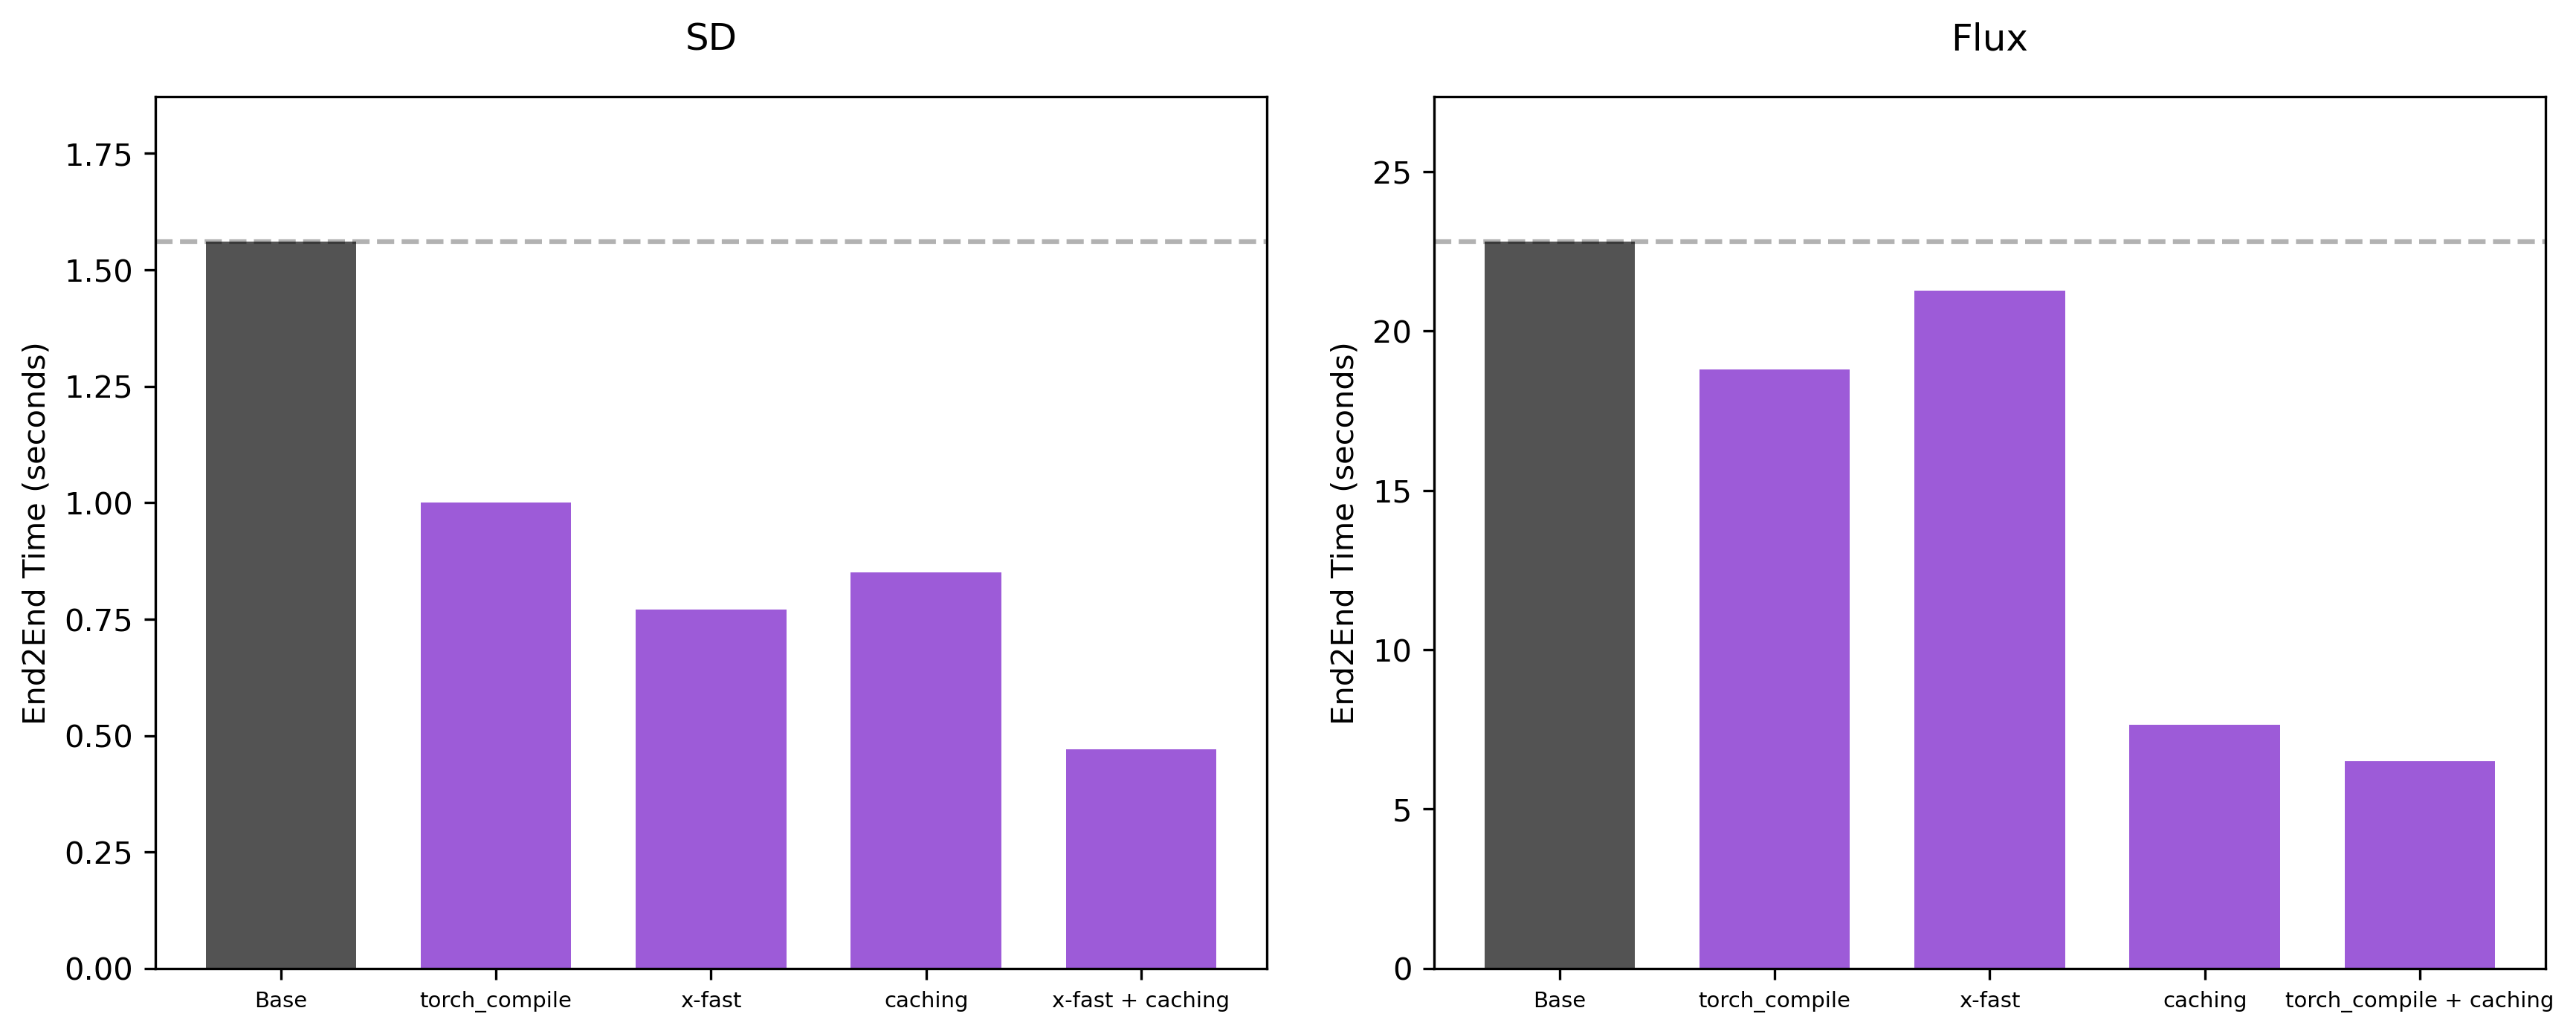 SD
End2End Time (seconds)
1.75
1.50
1.25
1.00
0.75
0.50
0.25
0.00
Base torch_compile x-fast caching x-fast + caching
Flux
End2End Time (seconds)
25
20
15
10
5
0
Base torch_compile x-fast caching torch_compile + caching